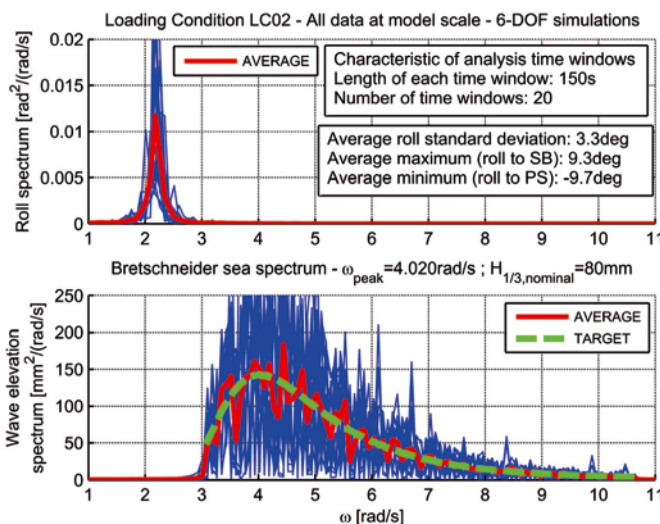 Loading Condition LC02 - All data at model scale - 6-DOF simulations
Roll spectrum [rad²/(rad/s)]
0.02
0.015
0.01
0.005
0
AVERAGE
Characteristic of analysis time windows
Length of each time window: 150s
Number of time windows: 20
Average roll standard deviation: 3.3deg
Average maximum (roll to SB): 9.3deg
Average minimum (roll to PS): -9.7deg
1 2 3 4 5 6 7 8 9 10 11
Bretschneider sea spectrum - ωpeak=4.020rad/s ; H1/3,nominal=80mm
Wave elevation
spectrum [mm²/(rad/s)]
250
200
150
100
50
0
AVERAGE
TARGET
1 2 3 4 5 6 7 8 9 10 11
ω [rad/s]